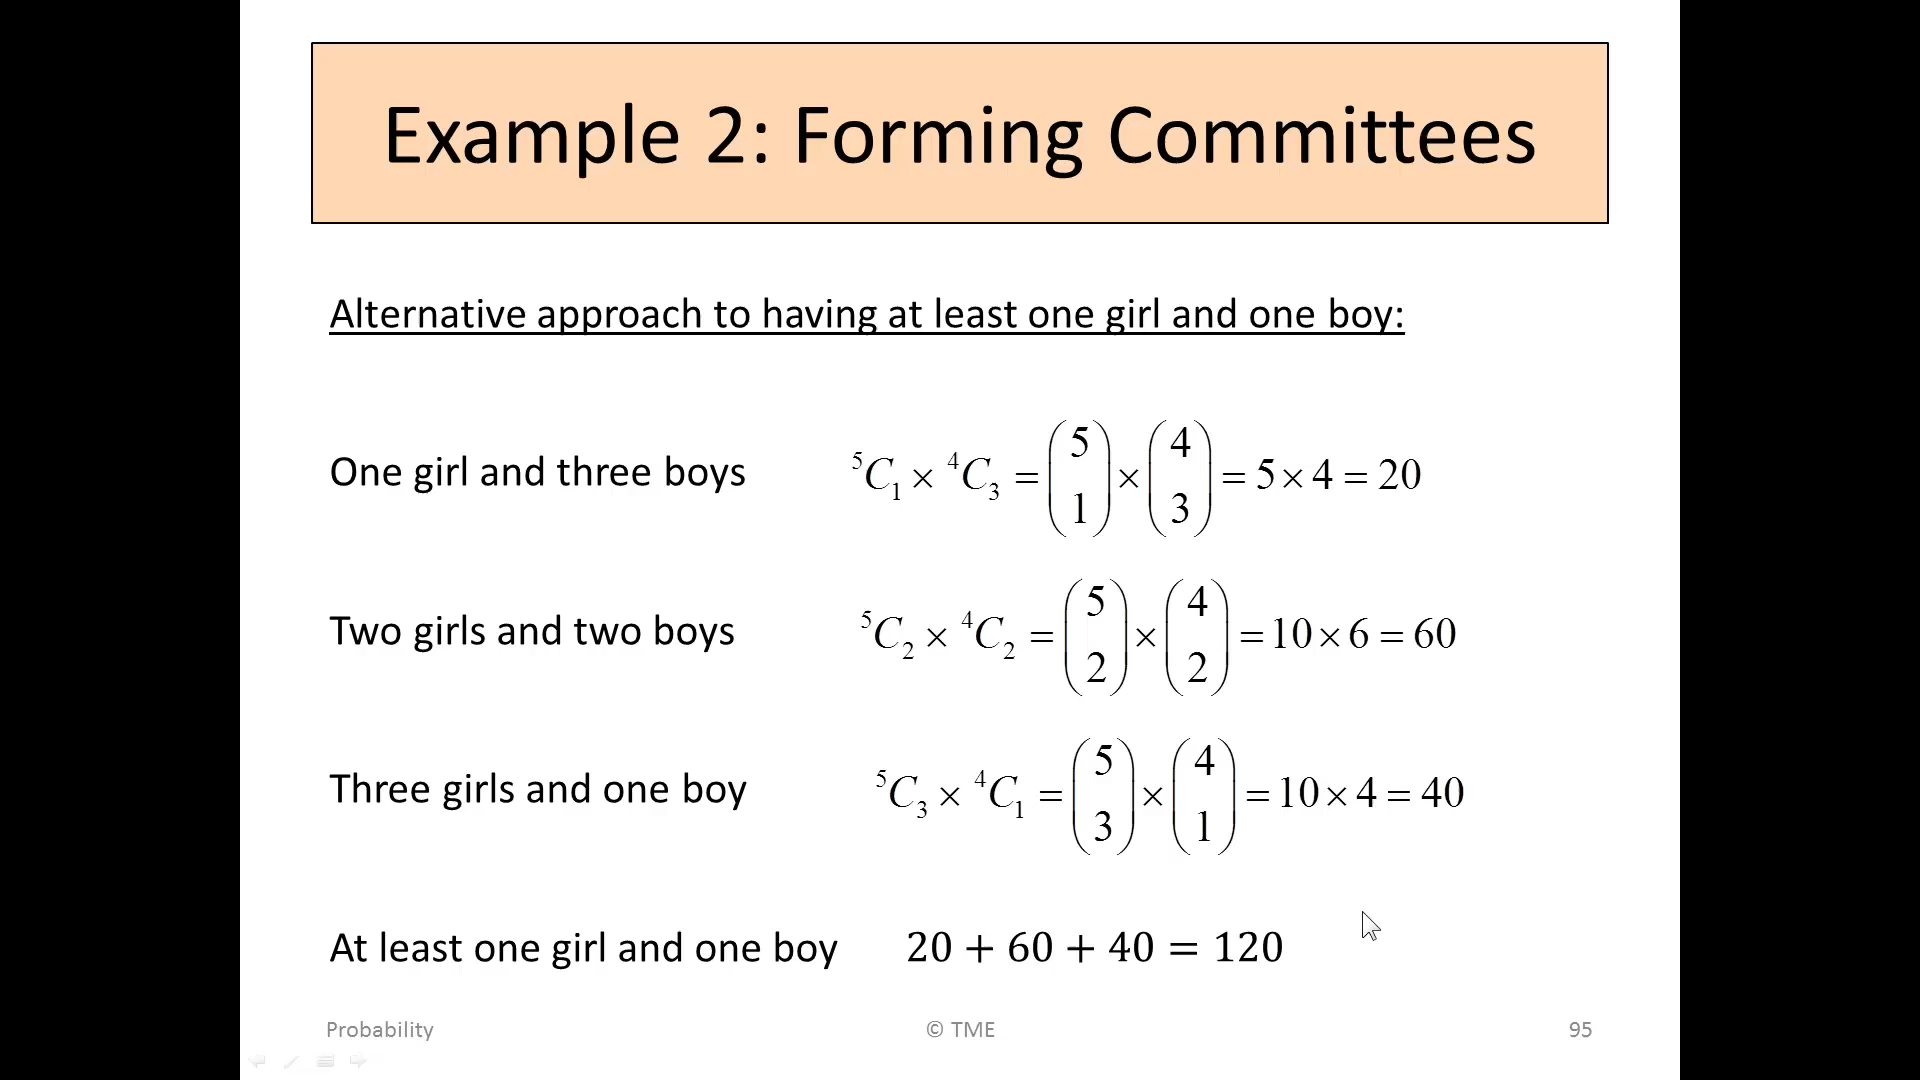 Example 2: Forming Committees
Alternative approach to having at least one girl and one boy:
One girl and three boys ⁵C₁ × ⁴C₃ = (5 1) × (4 3) = 5 × 4 = 20
Two girls and two boys ⁵C₂ × ⁴C₂ = (5 2) × (4 2) = 10 × 6 = 60
Three girls and one boy ⁵C₃ × ⁴C₁ = (5 3) × (4 1) = 10 × 4 = 40
At least one girl and one boy 20 + 60 + 40 = 120
Probability © TME 95